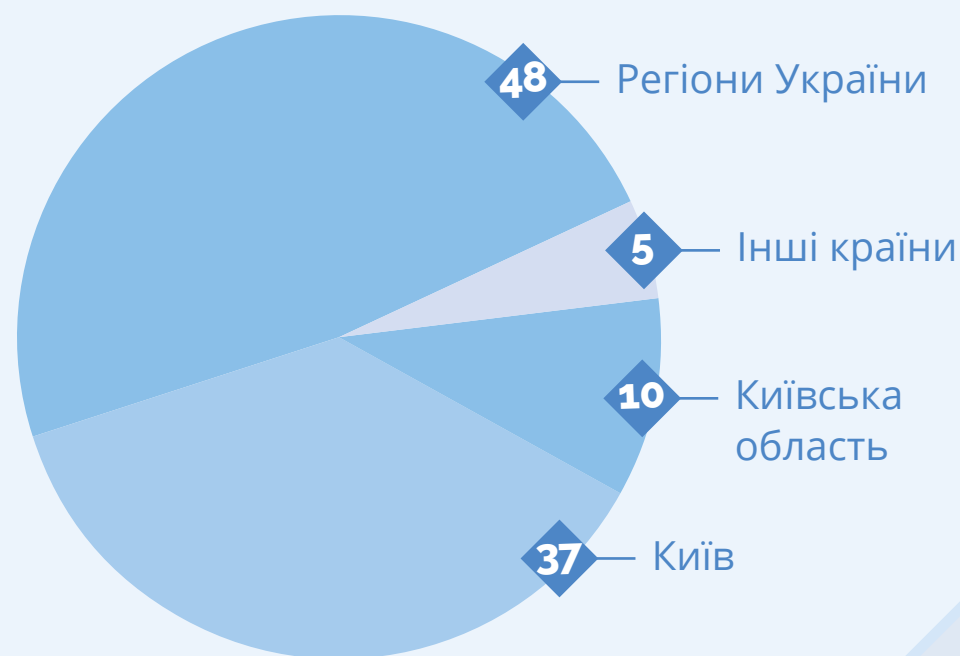 48 Регіони України
5 Інші країни
10 Київська
область
37 Київ